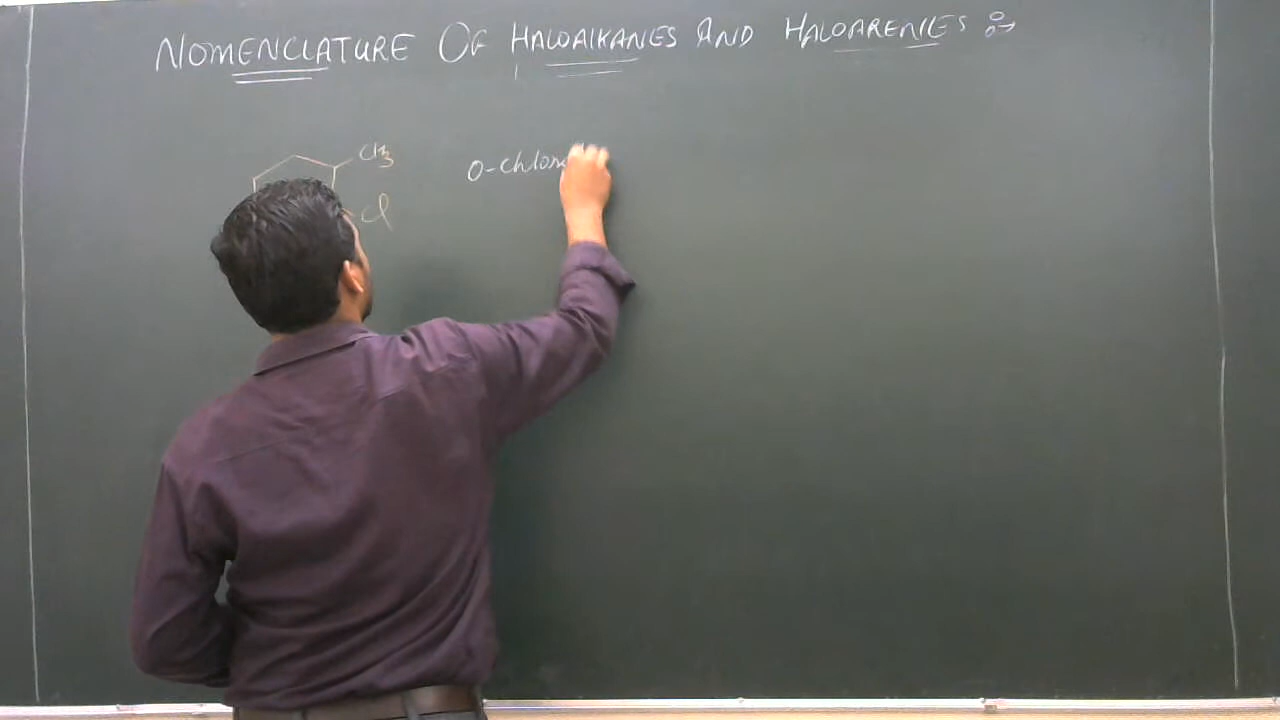 NOMENCLATURE OF HALOALKANES AND HALOARENES :→
CH3
O-Chloro
Cl